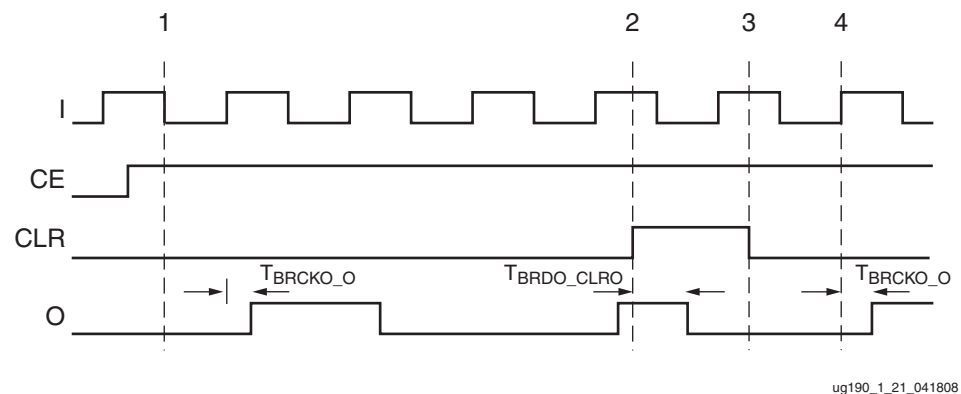 1 2 3 4
I
CE
CLR
T_BRCKO_O T_BRDO_CLRO T_BRCKO_O
O
ug190_1_21_041808